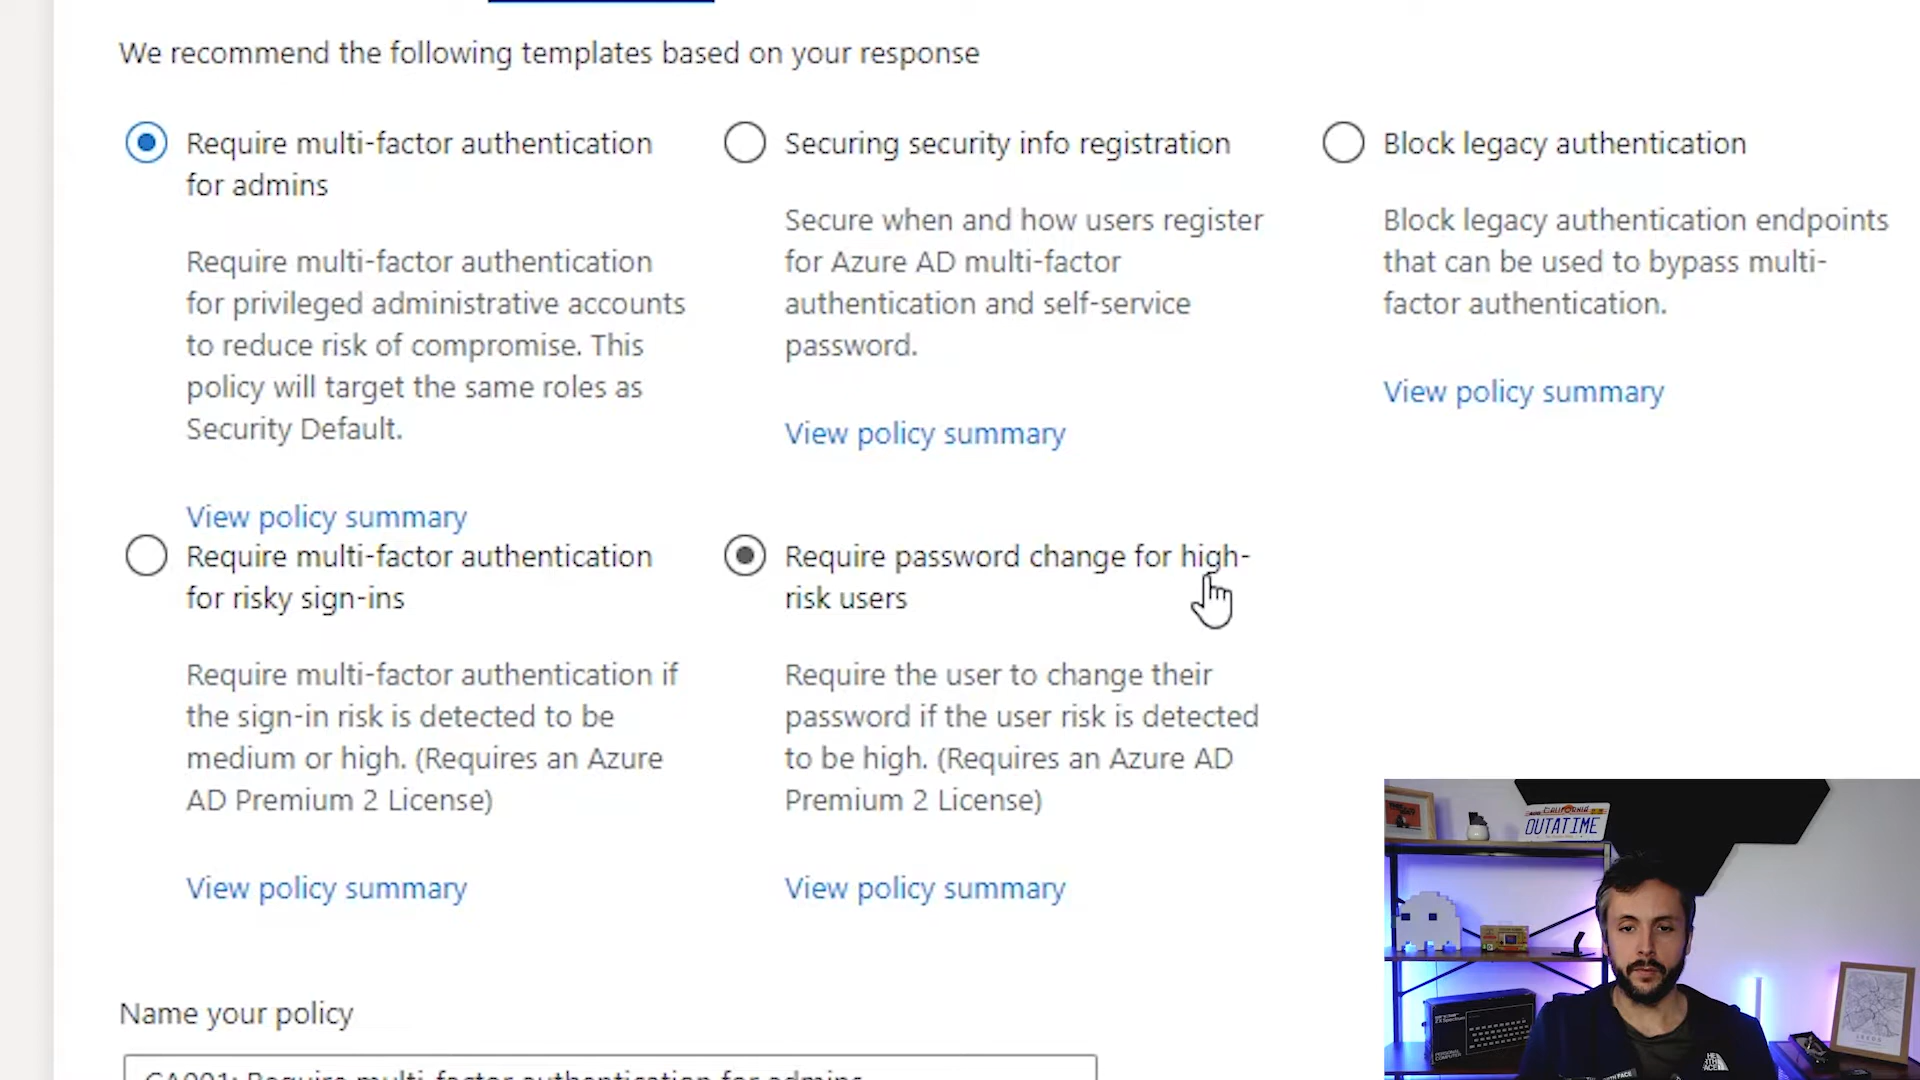 We recommend the following templates based on your response
Require multi-factor authentication
for admins
Require multi-factor authentication
for privileged administrative accounts
to reduce risk of compromise. This
policy will target the same roles as
Security Default.
View policy summary
Securing security info registration
Secure when and how users register
for Azure AD multi-factor
authentication and self-service
password.
View policy summary
Block legacy authentication
Block legacy authentication endpoints
that can be used to bypass multi-
factor authentication.
View policy summary
Require multi-factor authentication
for risky sign-ins
Require multi-factor authentication if
the sign-in risk is detected to be
medium or high. (Requires an Azure
AD Premium 2 License)
View policy summary
Require password change for high-
risk users
Require the user to change their
password if the user risk is detected
to be high. (Requires an Azure AD
Premium 2 License)
View policy summary
Name your policy
CA001: Require multi-factor authentication for admins
CALIFORNIA
OUTATIME